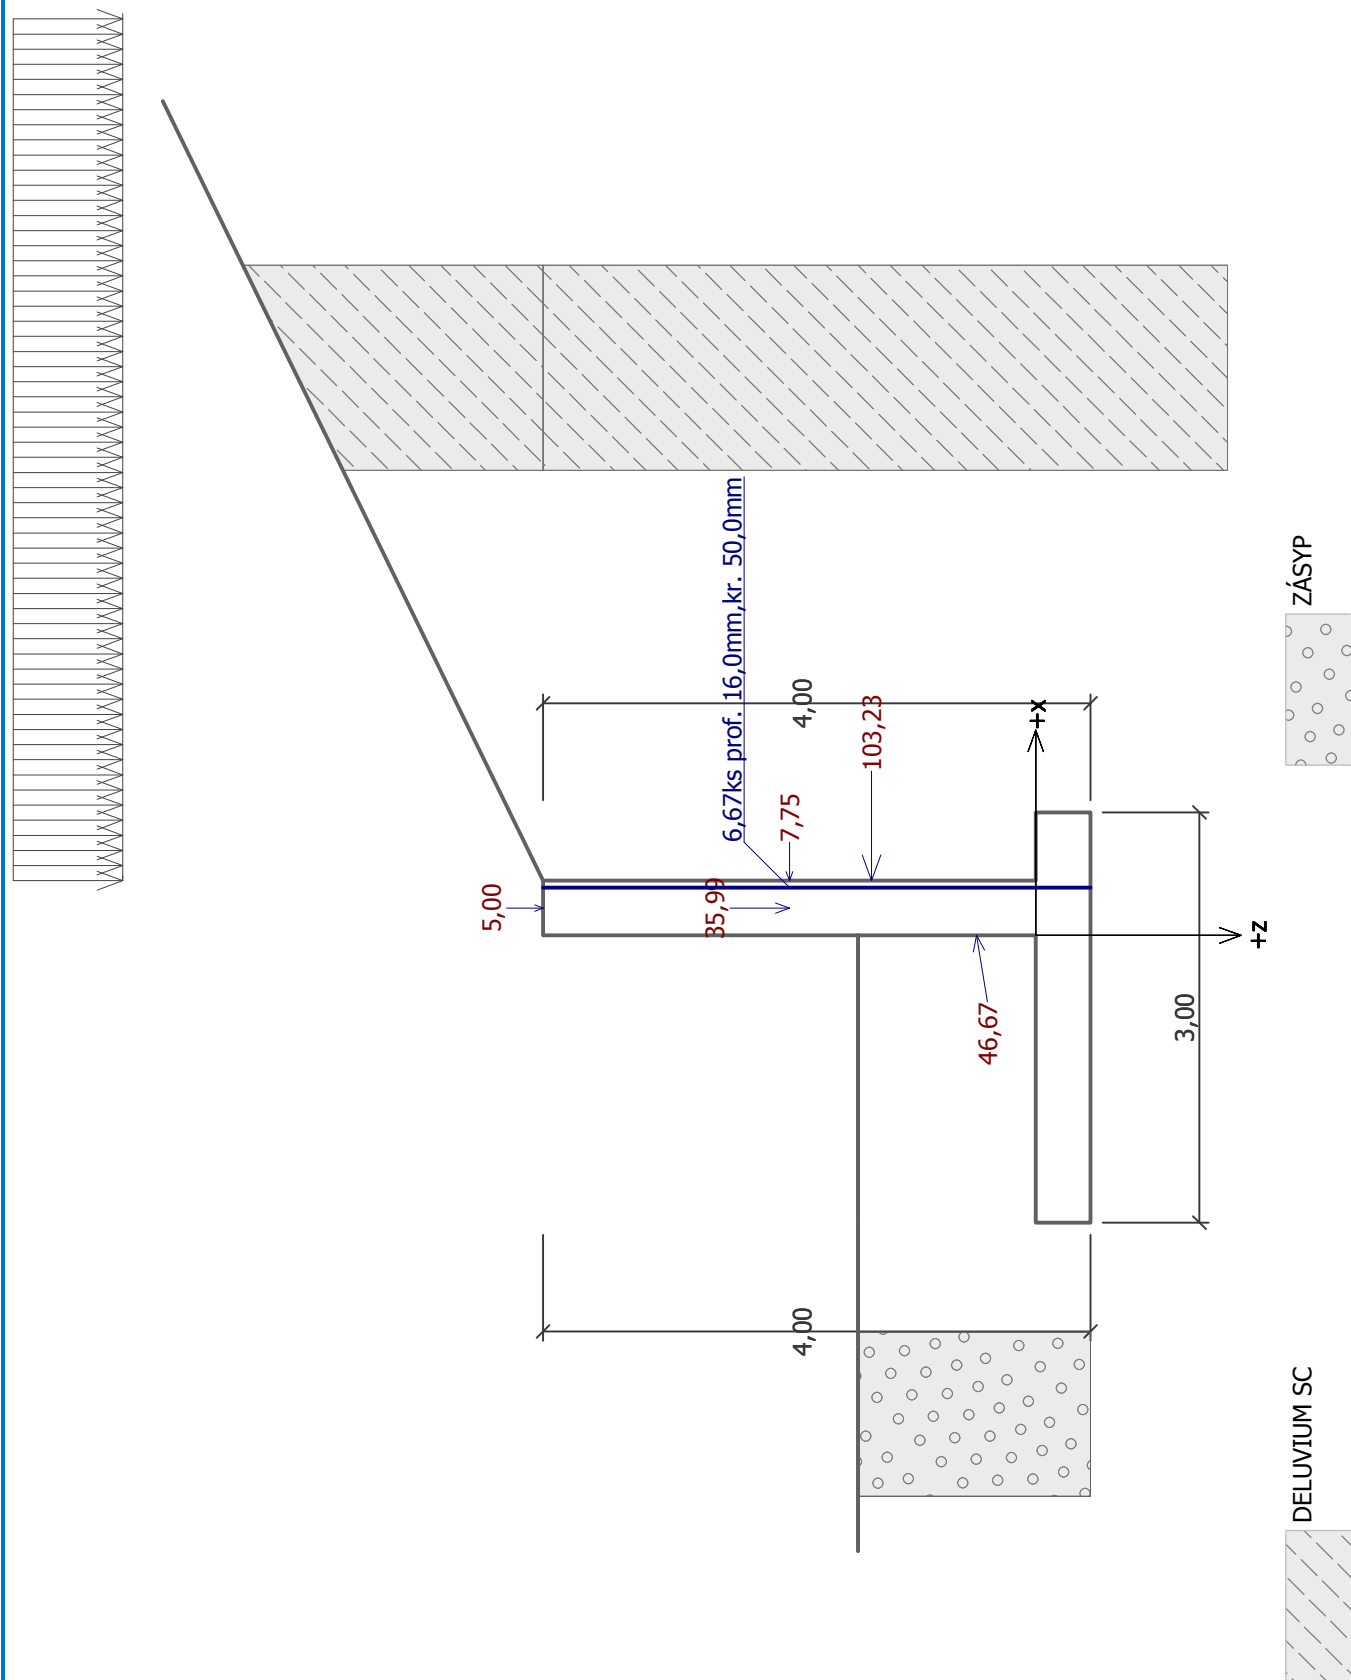 5,00
35,99
6,67ks prof. 16,0mm,kr. 50,0mm
7,75
4,00
103,23
46,67
+x
+z
3,00
4,00
DELUVIUM SC
ZÁSYP